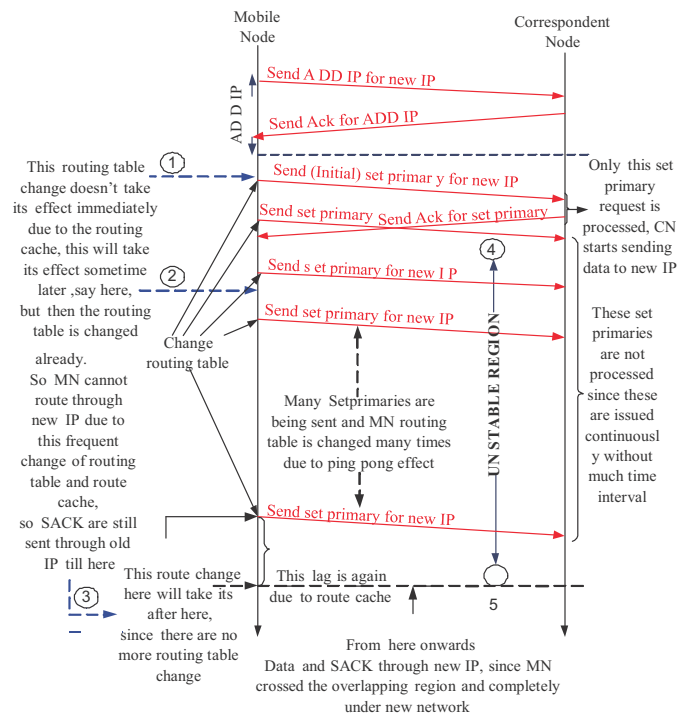 Mobile
Node
Correspondent
Node
Send A DD IP for new IP
AD D IP
Send Ack for ADD IP
1
This routing table
change doesn't take
its effect immediately
due to the routing
cache, this will take
its effect sometime
later ,say here,
but then the routing
table is changed
already.
So MN cannot
route through
new IP due to
this frequent
change of routing
table and route
cache,
so SACK are still
sent through old
IP till here
Send (Initial) set primar y for new IP
Only this set
primary
request is
processed, CN
starts sending
data to new IP
Send set primary
Send Ack for set primary
2
4
Send s et primary for new I P
Send set primary for new IP
Change
routing table
UN STABLE REGION
These set
primaries
are not
processed
since these
are issued
continuousl
y without
much time
interval
Many Setprimaries are
being sent and MN routing
table is changed many times
due to ping pong effect
Send set primary for new IP
3
This route change
here will take its
after here,
since there are no
more routing table
change
This lag is again
due to route cache
5
From here onwards
Data and SACK through new IP, since MN
crossed the overlapping region and completely
under new network